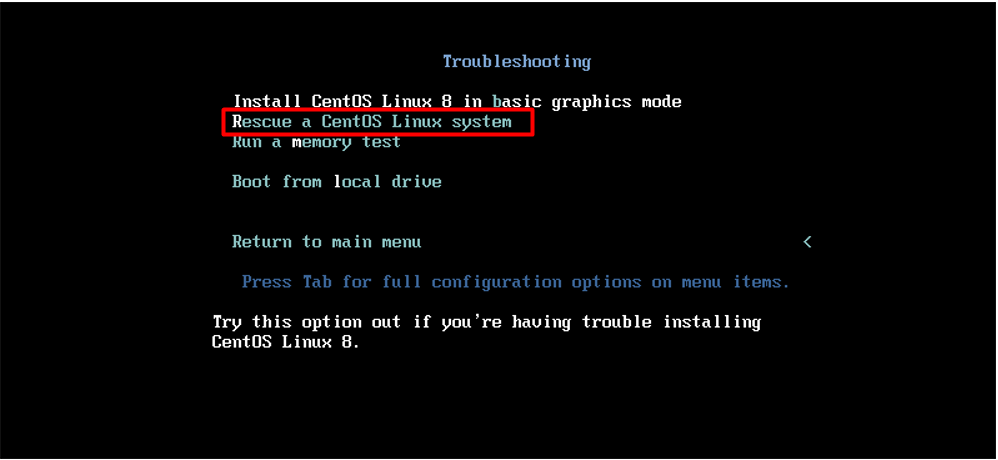 Troubleshooting
Install CentOS Linux 8 in basic graphics mode
Rescue a CentOS Linux system
Run a memory test
Boot from local drive
Return to main menu <
Press Tab for full configuration options on menu items.
Try this option out if you're having trouble installing
CentOS Linux 8.